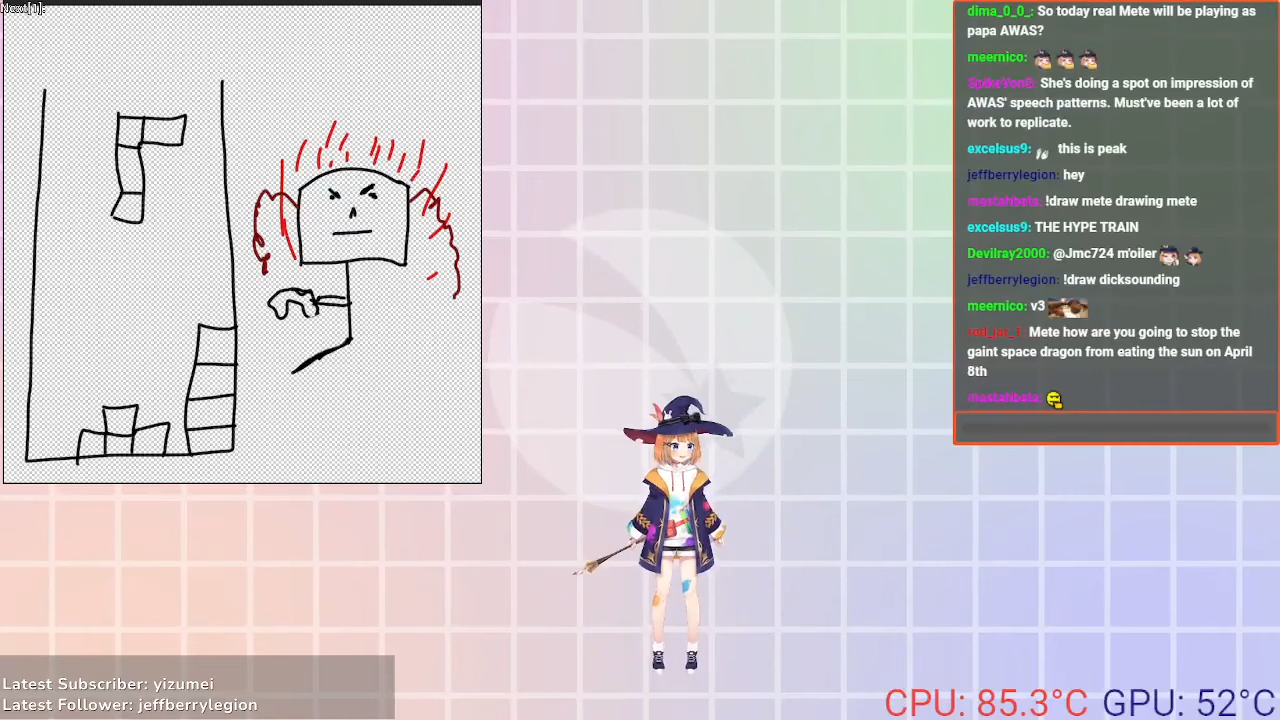 Next[1]:
dima_0_0_: So today real Mete will be playing as
papa AWAS?
meernico:
She's doing a spot on impression of
AWAS' speech patterns. Must've been a lot of
work to replicate.
excelsus9: this is peak
jeffberrylegion: hey
mastahbeta: !draw mete drawing mete
excelsus9: THE HYPE TRAIN
Devilray2000: @Jmc724 m'oiler
jeffberrylegion: !draw dicksounding
meernico: v3
Mete how are you going to stop the
gaint space dragon from eating the sun on April
8th
mastahbeta:
Latest Subscriber: yizumei
Latest Follower: jeffberrylegion
CPU: 85.3°C GPU: 52°C